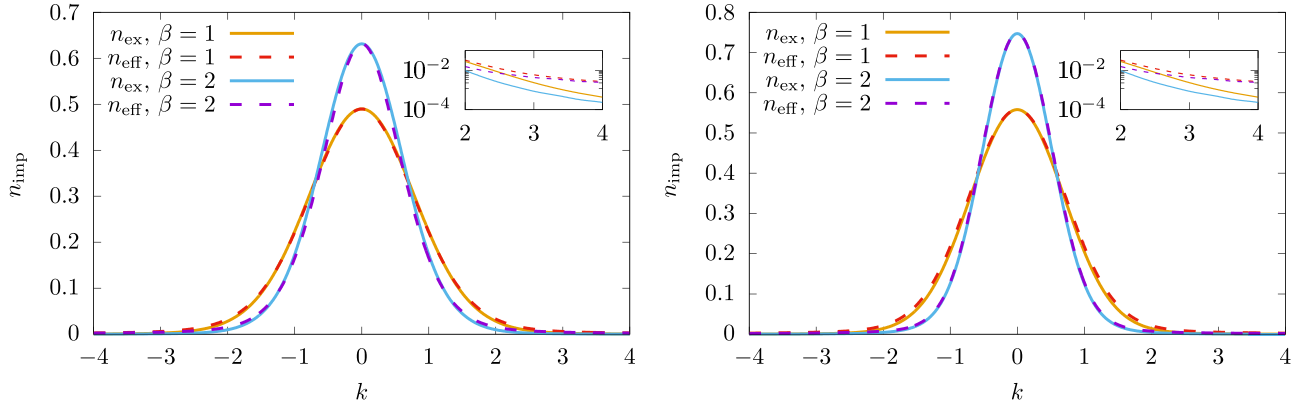 0.7
0.6
0.5
0.4
0.3
0.2
0.1
0
−4 −3 −2 −1 0 1 2 3 4
k
n_imp
n_ex, β = 1
n_eff, β = 1
n_ex, β = 2
n_eff, β = 2
10^−2
10^−4
2 3 4
0.8
0.7
0.6
0.5
0.4
0.3
0.2
0.1
0
−4 −3 −2 −1 0 1 2 3 4
k
n_imp
n_ex, β = 1
n_eff, β = 1
n_ex, β = 2
n_eff, β = 2
10^−2
10^−4
2 3 4